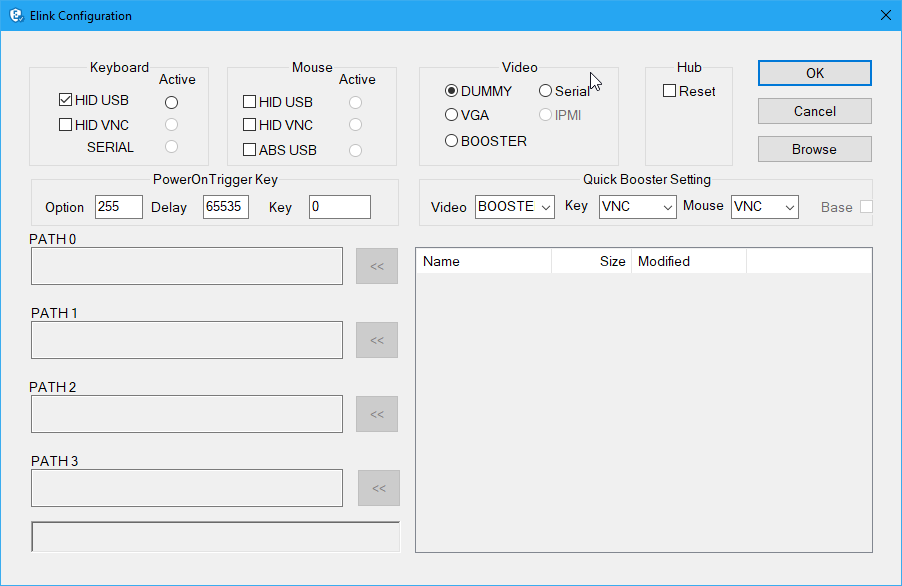 Elink Configuration
Keyboard
Active
HID USB
HID VNC
SERIAL
Mouse
Active
HID USB
HID VNC
ABS USB
Video
DUMMY
Serial
VGA
IPMI
BOOSTER
Hub
Reset
OK
Cancel
Browse
PowerOnTrigger Key
Option 255 Delay 65535 Key 0
Quick Booster Setting
Video BOOSTE Key VNC Mouse VNC Base
PATH 0
<<
PATH 1
<<
PATH 2
<<
PATH 3
<<
Name Size Modified